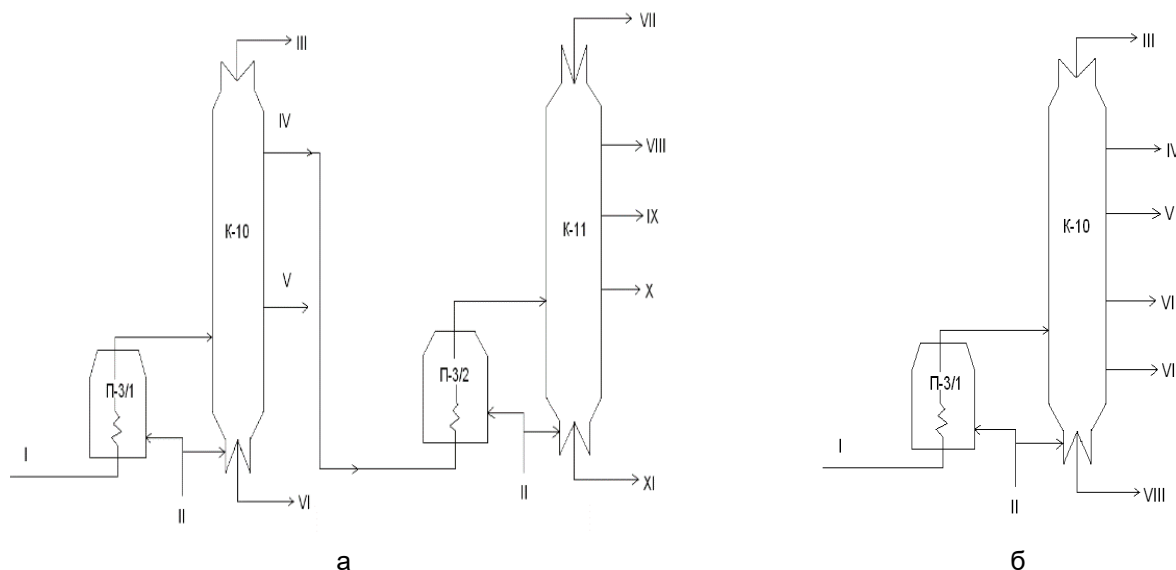 III
VII
III
IV
VIII
IV
К-10
К-11
IX
К-10
V
V
X
VI
П-3/1
П-3/2
П-3/1
VI
I
I
VI
II
II
XI
II
VIII
а
б